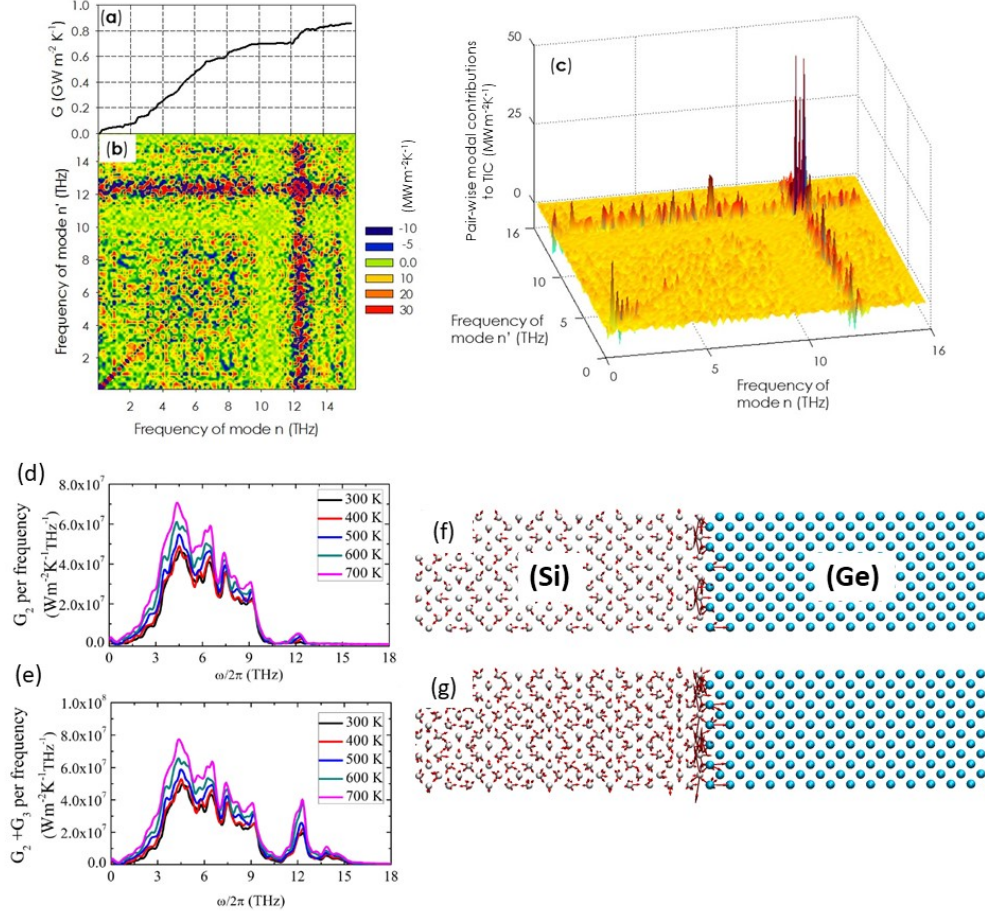 (a)
G (GW m⁻² K⁻¹)
0.8
0.6
0.4
0.2
0.0
(b)
Frequency of mode n' (THz)
14
12
10
8
6
4
2
2 4 6 8 10 12 14
Frequency of mode n (THz)
(MWm⁻²K⁻¹)
-10
-5
0.0
10
20
30
(c)
Pair-wise modal contributions
to TIC (MWm⁻²K⁻¹)
50
25
0
16
10
5
0
Frequency of
mode n' (THz)
0
5
10
16
Frequency of
mode n (THz)
(d)
G₂ per frequency
(Wm⁻²K⁻¹THz⁻¹)
8.0x10⁷
6.0x10⁷
4.0x10⁷
2.0x10⁷
0.0
0 3 6 9 12 15 18
ω/2π (THz)
300 K
400 K
500 K
600 K
700 K
(e)
G₂ +G₃ per frequency
(Wm⁻²K⁻¹THz⁻¹)
1.0x10⁸
8.0x10⁷
6.0x10⁷
4.0x10⁷
2.0x10⁷
0.0
0 3 6 9 12 15 18
ω/2π (THz)
300 K
400 K
500 K
600 K
700 K
(f)
(Si) (Ge)
(g)